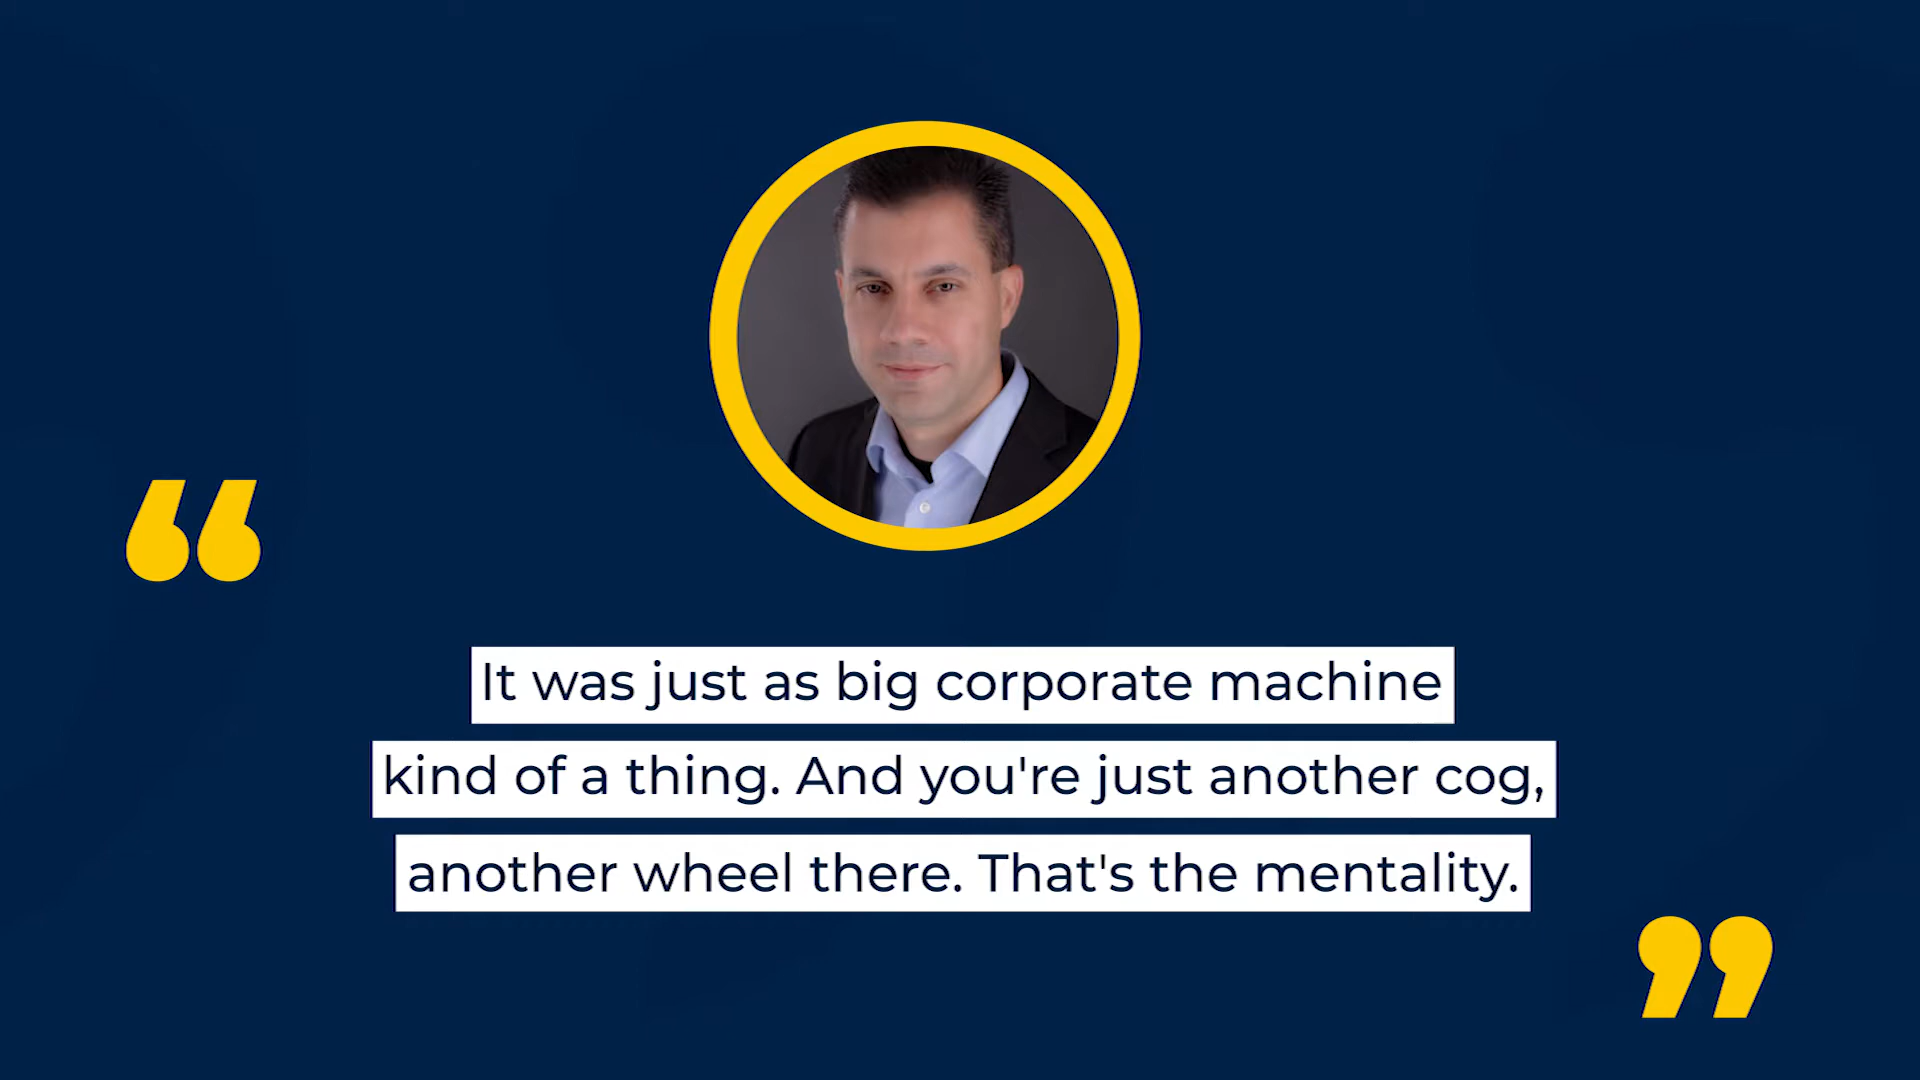 “
It was just as big corporate machine
kind of a thing. And you're just another cog,
another wheel there. That's the mentality.
”